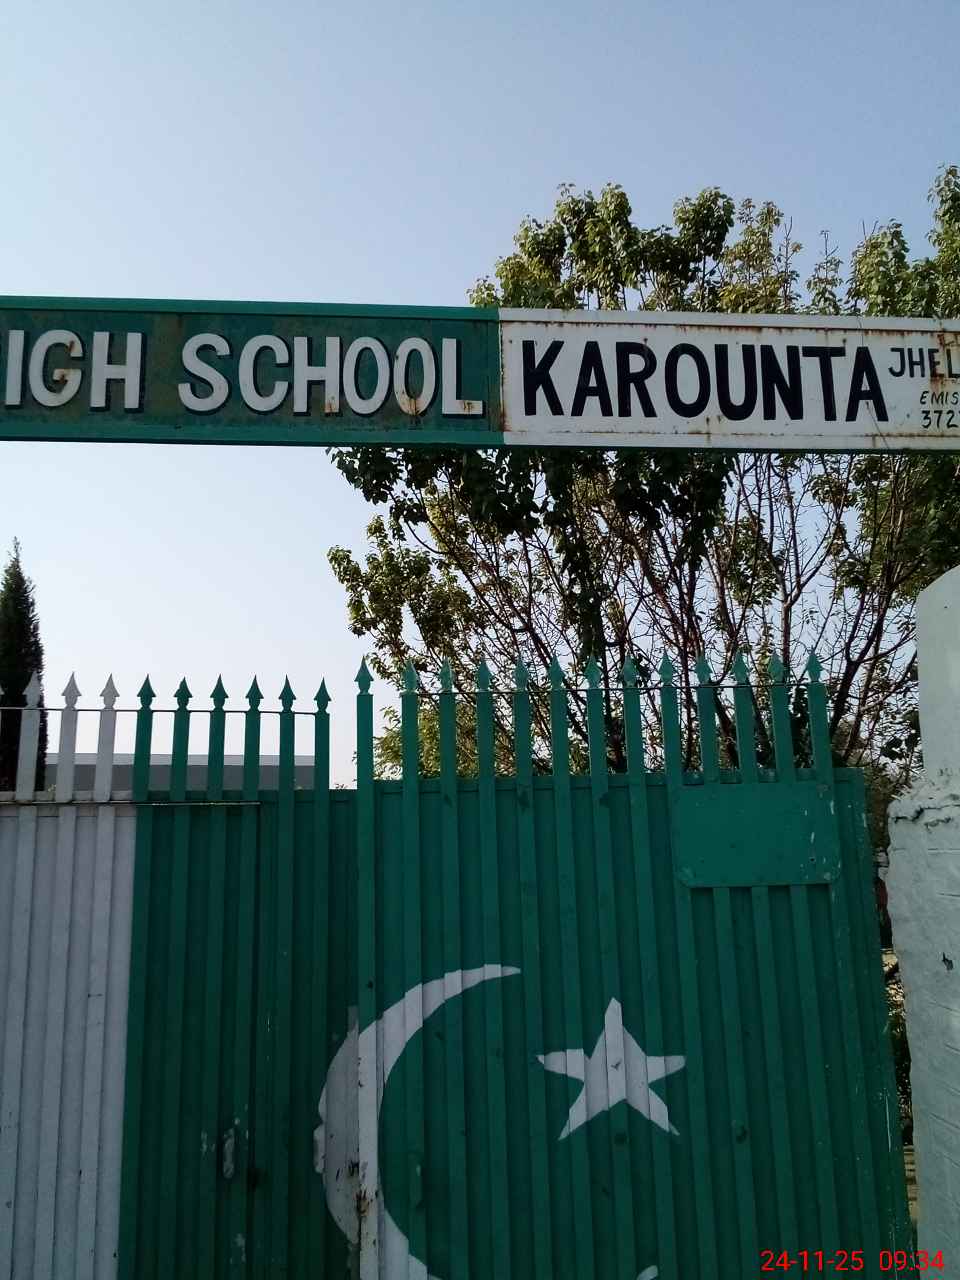 IGH SCHOOL KAROUNTA JHEL
EMIS
372
24-11-25 09:34